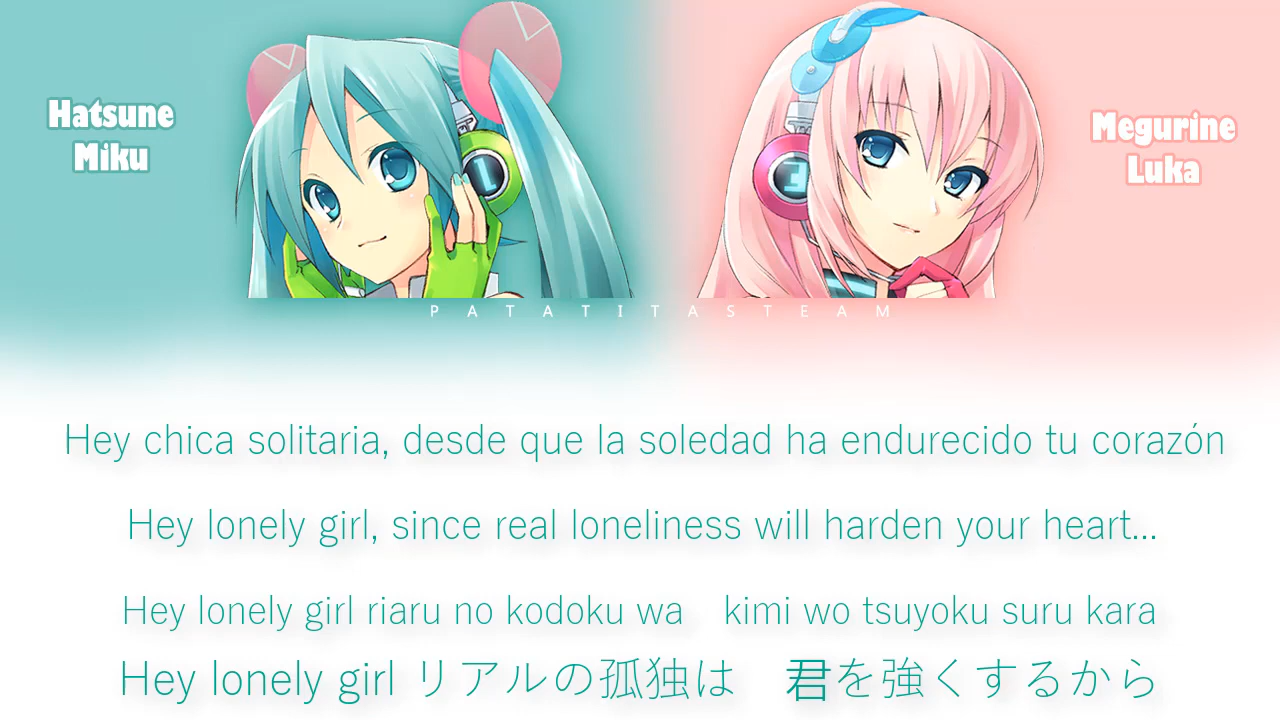 Hatsune
Miku
1
3
Megurine
Luka
PATATITASTEAM
Hey chica solitaria, desde que la soledad ha endurecido tu corazón
Hey lonely girl, since real loneliness will harden your heart...
Hey lonely girl riaru no kodoku wa　kimi wo tsuyoku suru kara
Hey lonely girl リアルの孤独は　君を強くするから